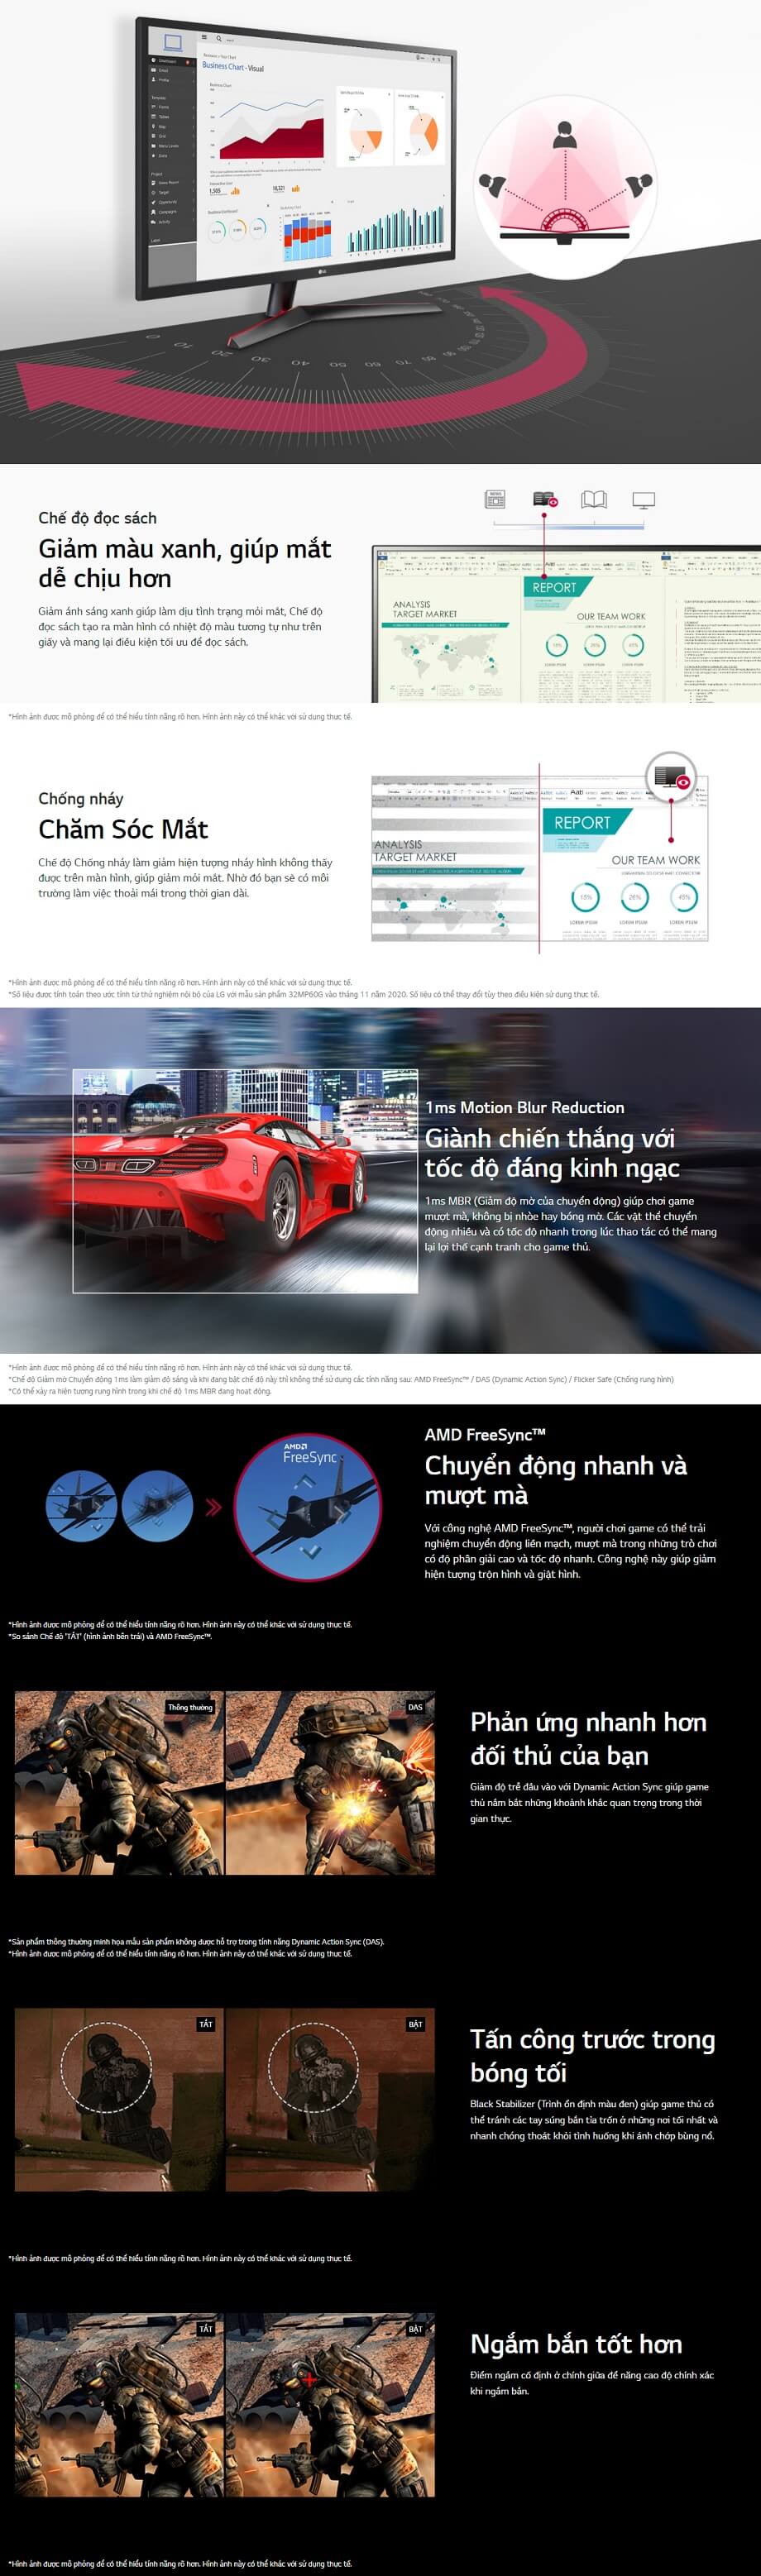 Business Chart - Visual
1,565
18,321
LG
0 10 20 30 40 50 60 70
Chế độ đọc sách
Giảm màu xanh, giúp mắt
dễ chịu hơn
Giảm ánh sáng xanh giúp làm dịu tình trạng mỏi mắt, Chế độ
đọc sách tạo ra màn hình có nhiệt độ màu tương tự như trên
giấy và mang lại điều kiện tối ưu để đọc sách.
REPORT
ANALYSIS
TARGET MARKET
OUR TEAM WORK
*Hình ảnh được mô phỏng để có thể hiểu tính năng rõ hơn. Hình ảnh này có thể khác với sử dụng thực tế.
Chống nháy
Chăm Sóc Mắt
Chế độ Chống nháy làm giảm hiện tượng nháy hình không thấy
được trên màn hình, giúp giảm mỏi mắt. Nhờ đó bạn sẽ có môi
trường làm việc thoải mái trong thời gian dài.
REPORT
ANALYSIS
TARGET MARKET
OUR TEAM WORK
15% 26% 45%
LOREM IPSUM LOREM IPSUM LOREM IPSUM
*Hình ảnh được mô phỏng để có thể hiểu tính năng rõ hơn. Hình ảnh này có thể khác với sử dụng thực tế.
*Số liệu được tính toán theo ước tính từ thử nghiệm nội bộ của LG với mẫu sản phẩm 32MP60G vào tháng 11 năm 2020. Số liệu có thể thay đổi tùy theo điều kiện sử dụng thực tế.
1ms Motion Blur Reduction
Giành chiến thắng với
tốc độ đáng kinh ngạc
1ms MBR (Giảm độ mờ của chuyển động) giúp chơi game
mượt mà, không bị nhòe hay bóng mờ. Các vật thể chuyển
động nhiều và có tốc độ nhanh trong lúc thao tác có thể mang
lại lợi thế cạnh tranh cho game thủ.
*Hình ảnh được mô phỏng để có thể hiểu tính năng rõ hơn. Hình ảnh này có thể khác với sử dụng thực tế.
*Chế độ Giảm mờ Chuyển động 1ms làm giảm độ sáng và khi đang bật chế độ này thì không thể sử dụng các tính năng sau: AMD FreeSync™ / DAS (Dynamic Action Sync) / Flicker Safe (Chống rung hình)
*Có thể xảy ra hiện tượng rung hình trong khi chế độ 1ms MBR đang hoạt động.
AMD
FreeSync
AMD FreeSync™
Chuyển động nhanh và
mượt mà
Với công nghệ AMD FreeSync™, người chơi game có thể trải
nghiệm chuyển động liền mạch, mượt mà trong những trò chơi
có độ phân giải cao và tốc độ nhanh. Công nghệ này giúp giảm
hiện tượng trộn hình và giật hình.
*Hình ảnh được mô phỏng để có thể hiểu tính năng rõ hơn. Hình ảnh này có thể khác với sử dụng thực tế.
*So sánh Chế độ "TẮT" (hình ảnh bên trái) và AMD FreeSync™.
Thông thường
DAS
Phản ứng nhanh hơn
đối thủ của bạn
Giảm độ trễ đầu vào với Dynamic Action Sync giúp game
thủ nắm bắt những khoảnh khắc quan trọng trong thời
gian thực.
*Sản phẩm thông thường minh họa mẫu sản phẩm không được hỗ trợ trong tính năng Dynamic Action Sync (DAS).
*Hình ảnh được mô phỏng để có thể hiểu tính năng rõ hơn. Hình ảnh này có thể khác với sử dụng thực tế.
TẮT
BẬT
Tấn công trước trong
bóng tối
Black Stabilizer (Trình ổn định màu đen) giúp game thủ có
thể tránh các tay súng bắn tỉa trốn ở những nơi tối nhất và
nhanh chóng thoát khỏi tình huống khi ánh chớp bùng nổ.
*Hình ảnh được mô phỏng để có thể hiểu tính năng rõ hơn. Hình ảnh này có thể khác với sử dụng thực tế.
TẮT
BẬT
Ngắm bắn tốt hơn
Điểm ngắm cố định ở chính giữa để nâng cao độ chính xác
khi ngắm bắn.
*Hình ảnh được mô phỏng để có thể hiểu tính năng rõ hơn. Hình ảnh này có thể khác với sử dụng thực tế.